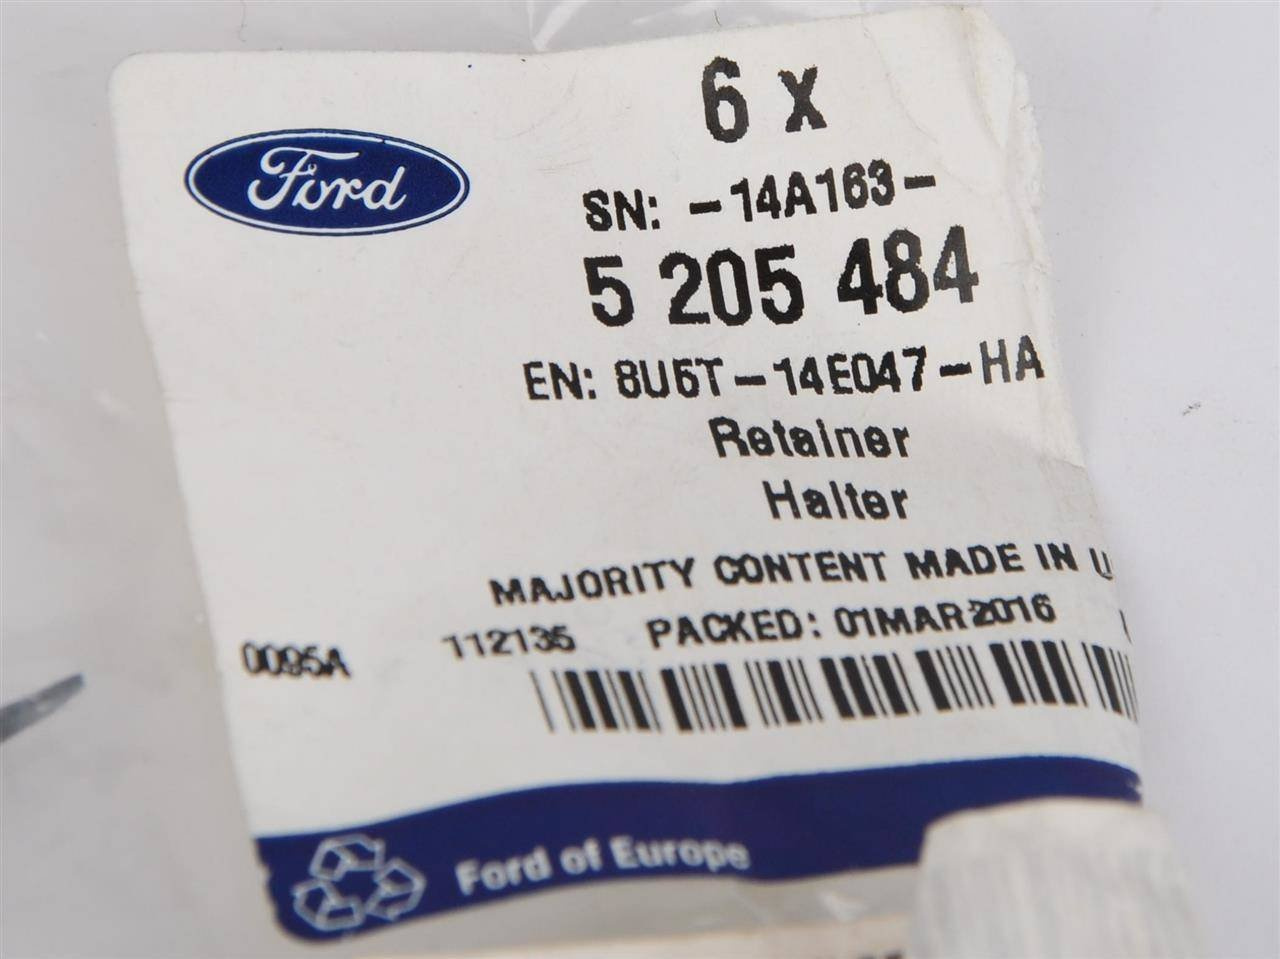 Ford
6 x
SN: -14A163-
5 205 484
EN: 8U5T-14E047-HA
Retainer
Halter
MAJORITY CONTENT MADE IN
0095A 112135 PACKED: 01MAR2016
Ford of Europe